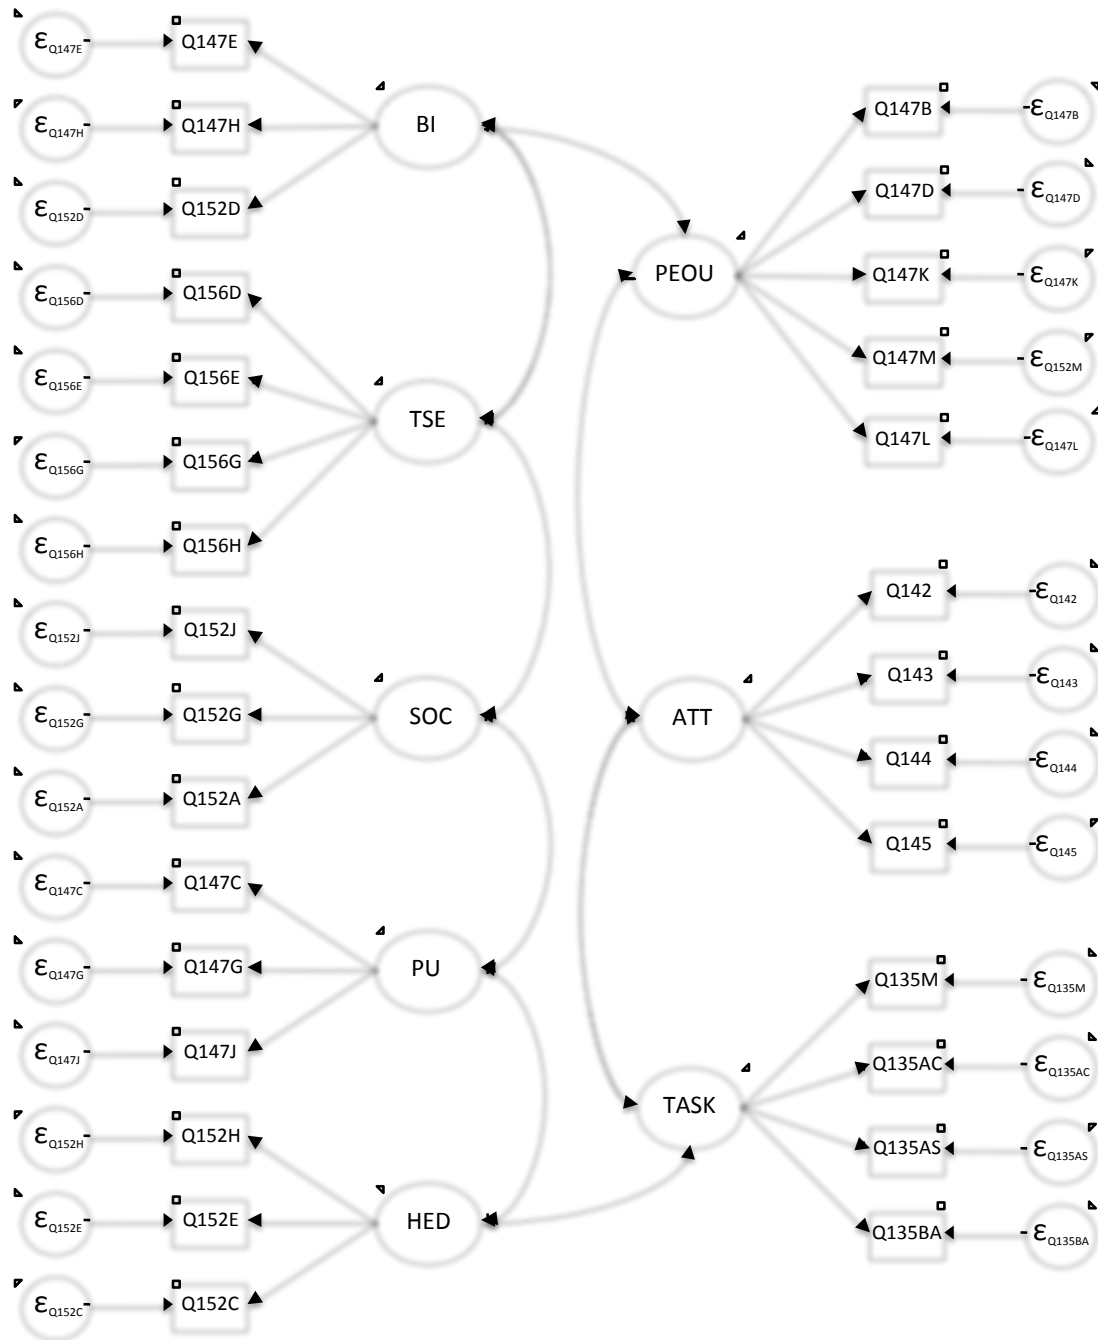 εQ147E Q147E
εQ147H Q147H BI
εQ152D Q152D
εQ156D Q156D
εQ156E Q156E TSE
εQ156G Q156G
εQ156H Q156H
εQ152J Q152J
εQ152G Q152G SOC
εQ152A Q152A
εQ147C Q147C
εQ147G Q147G PU
εQ147J Q147J
εQ152H Q152H
εQ152E Q152E HED
εQ152C Q152C
Q147B εQ147B
Q147D εQ147D
PEOU Q147K εQ147K
Q147M εQ152M
Q147L εQ147L
Q142 εQ142
Q143 εQ143
ATT
Q144 εQ144
Q145 εQ145
Q135M εQ135M
Q135AC εQ135AC
TASK
Q135AS εQ135AS
Q135BA εQ135BA